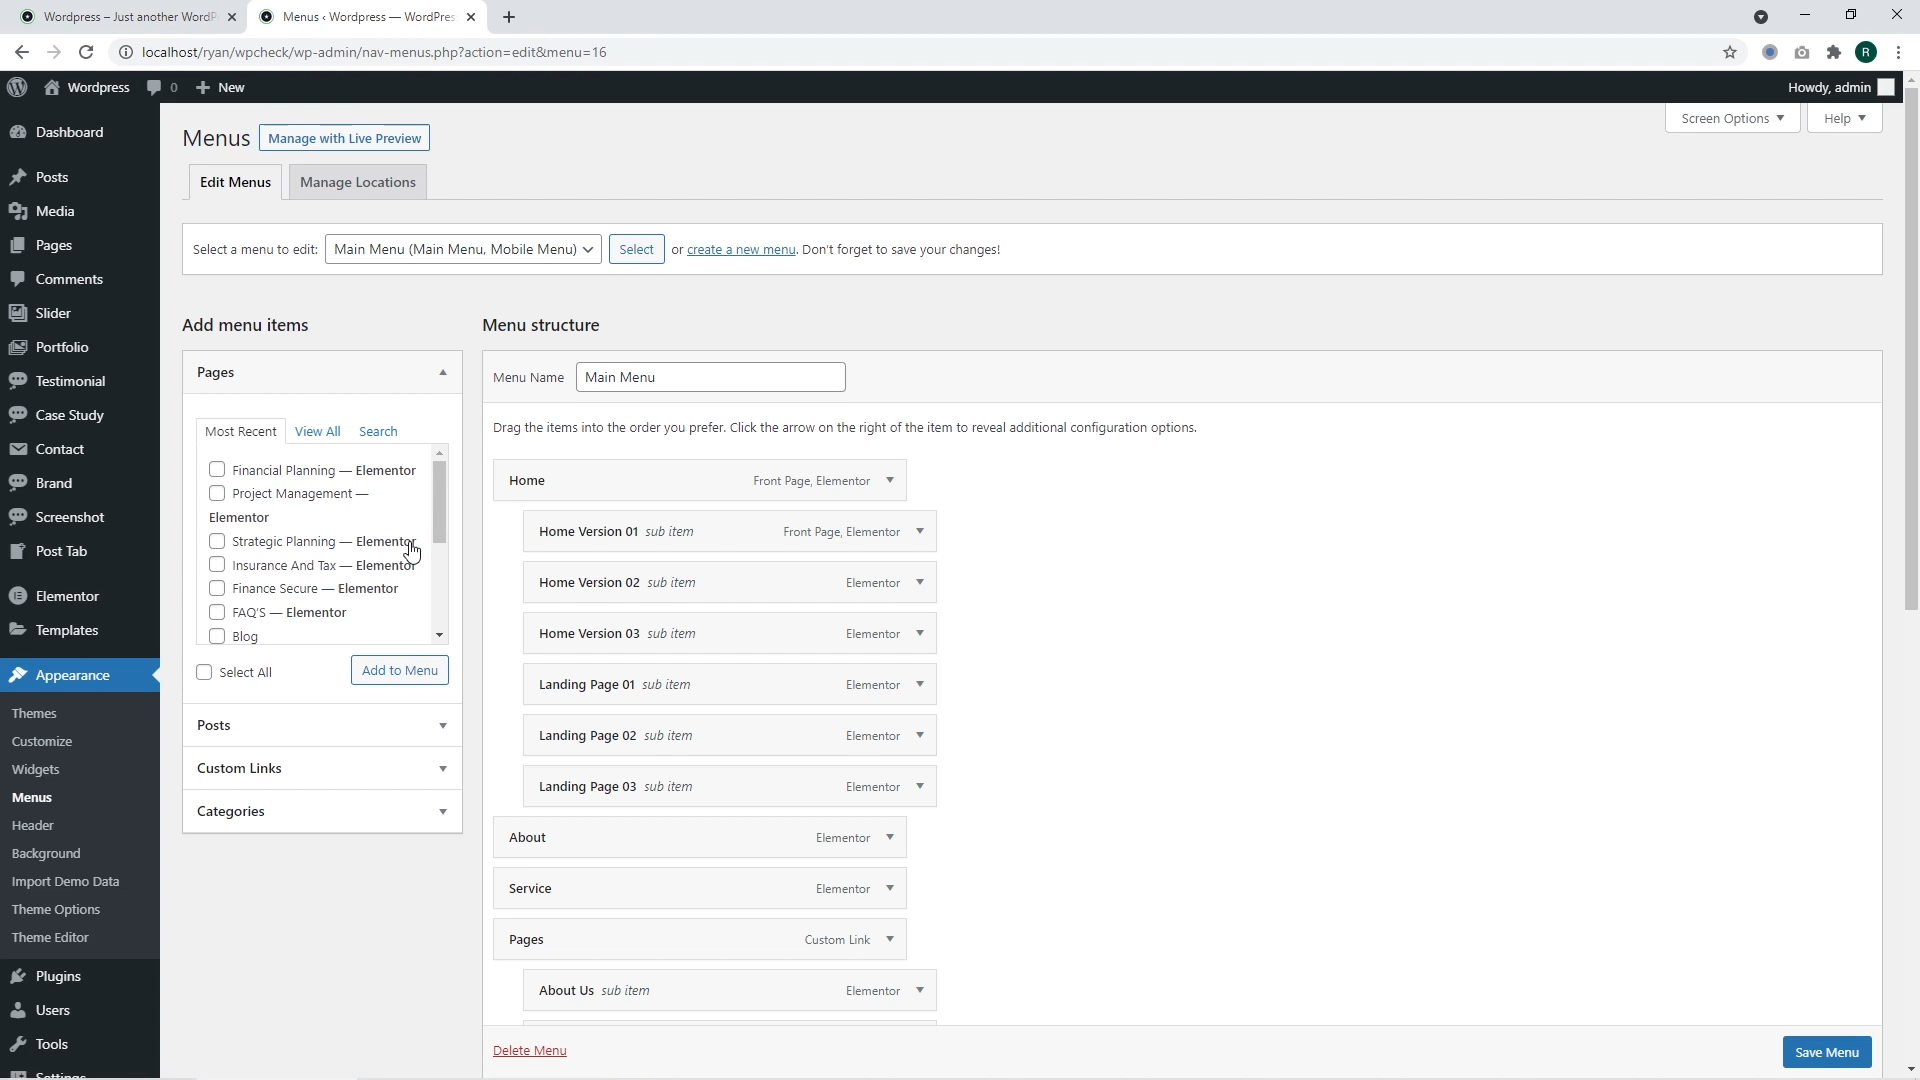 Wordpress – Just another WordP
Menus ‹ Wordpress — WordPres
localhost/ryan/wpcheck/wp-admin/nav-menus.php?action=edit&menu=16
R
Wordpress
0
New
Howdy, admin
Dashboard
Posts
Media
Pages
Comments
Slider
Portfolio
Testimonial
Case Study
Contact
Brand
Screenshot
Post Tab
Elementor
Templates
Appearance
Themes
Customize
Widgets
Menus
Header
Background
Import Demo Data
Theme Options
Theme Editor
Plugins
Users
Tools
Settings
Screen Options
Help
Menus
Manage with Live Preview
Edit Menus
Manage Locations
Select a menu to edit: Main Menu (Main Menu, Mobile Menu) Select or create a new menu. Don't forget to save your changes!
Add menu items
Pages
Most Recent
View All
Search
Financial Planning — Elementor
Project Management —
Elementor
Strategic Planning — Elementor
Insurance And Tax — Elementor
Finance Secure — Elementor
FAQ'S — Elementor
Blog
Select All
Add to Menu
Posts
Custom Links
Categories
Menu structure
Menu Name Main Menu
Drag the items into the order you prefer. Click the arrow on the right of the item to reveal additional configuration options.
Home Front Page, Elementor
Home Version 01 sub item Front Page, Elementor
Home Version 02 sub item Elementor
Home Version 03 sub item Elementor
Landing Page 01 sub item Elementor
Landing Page 02 sub item Elementor
Landing Page 03 sub item Elementor
About Elementor
Service Elementor
Pages Custom Link
About Us sub item Elementor
Delete Menu
Save Menu